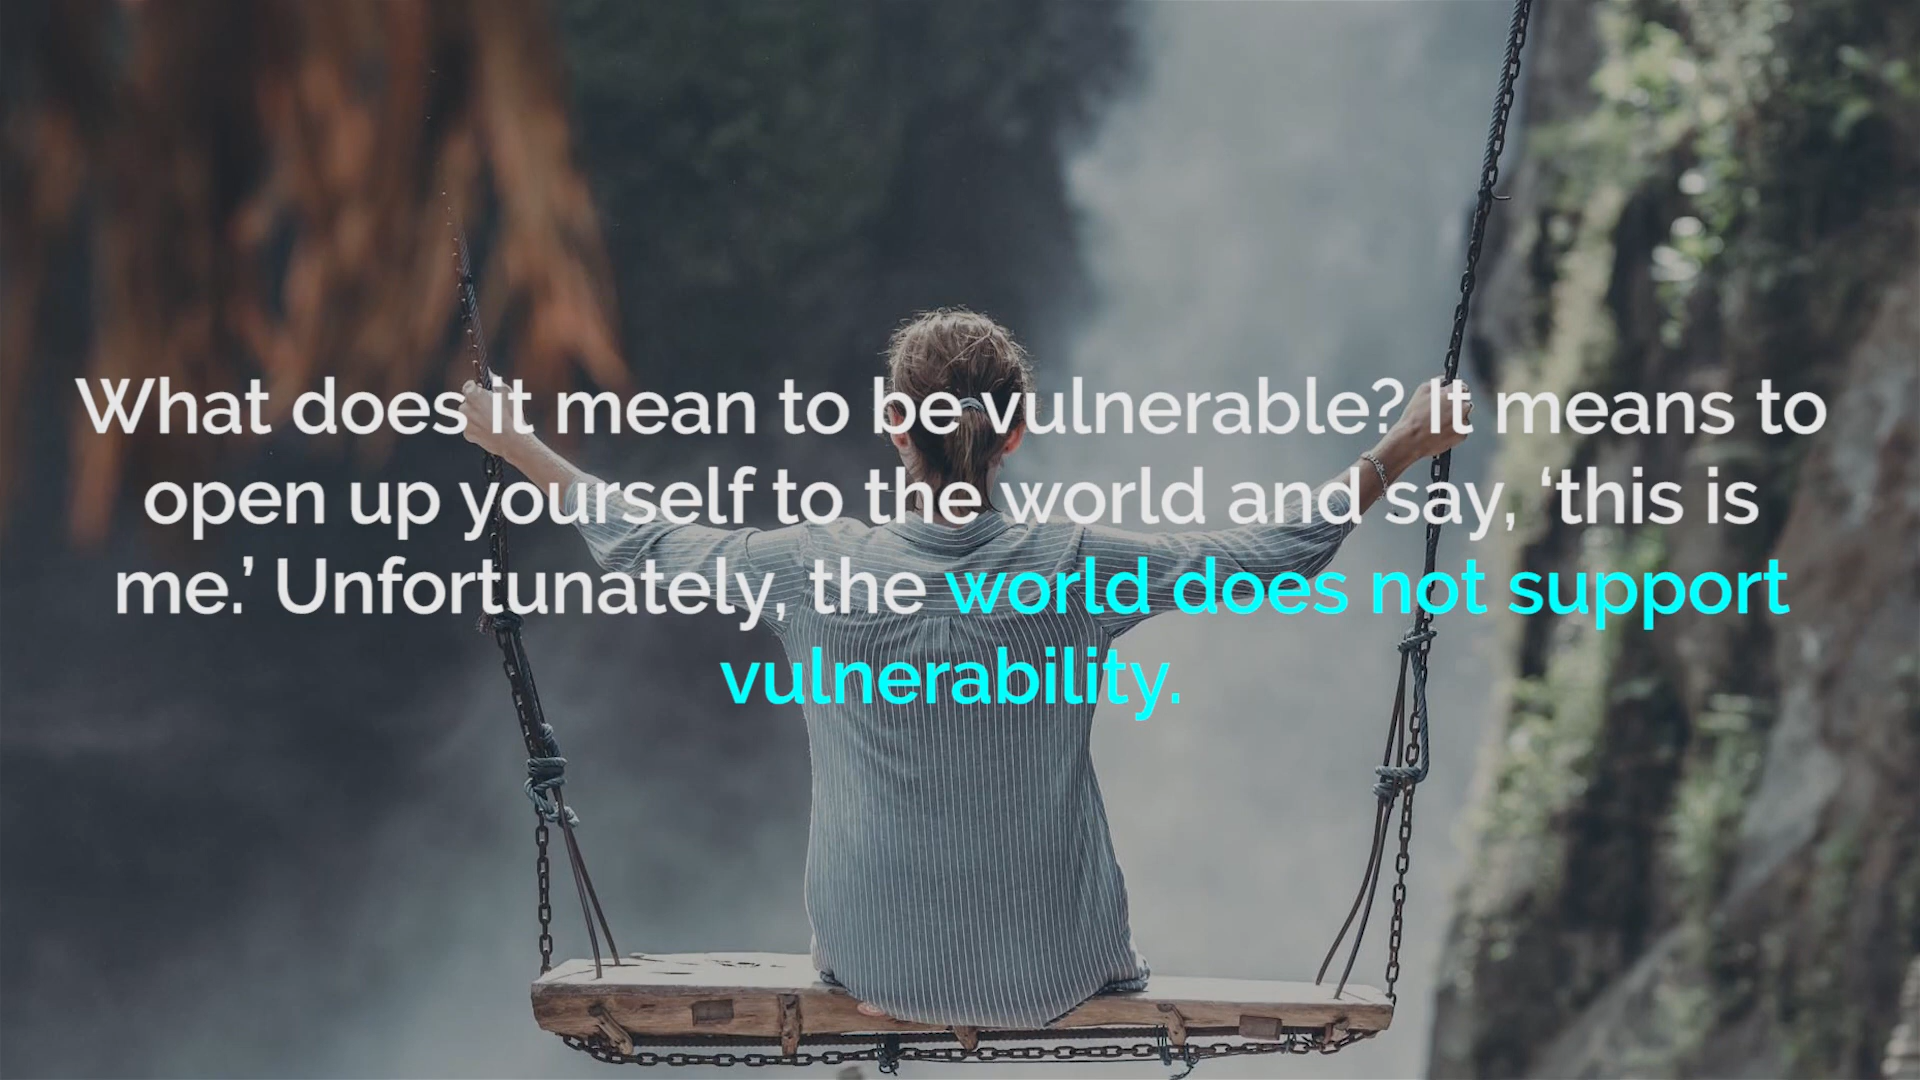 What does it mean to be vulnerable? It means to
open up yourself to the world and say, ‘this is
me.’ Unfortunately, the world does not support
vulnerability.